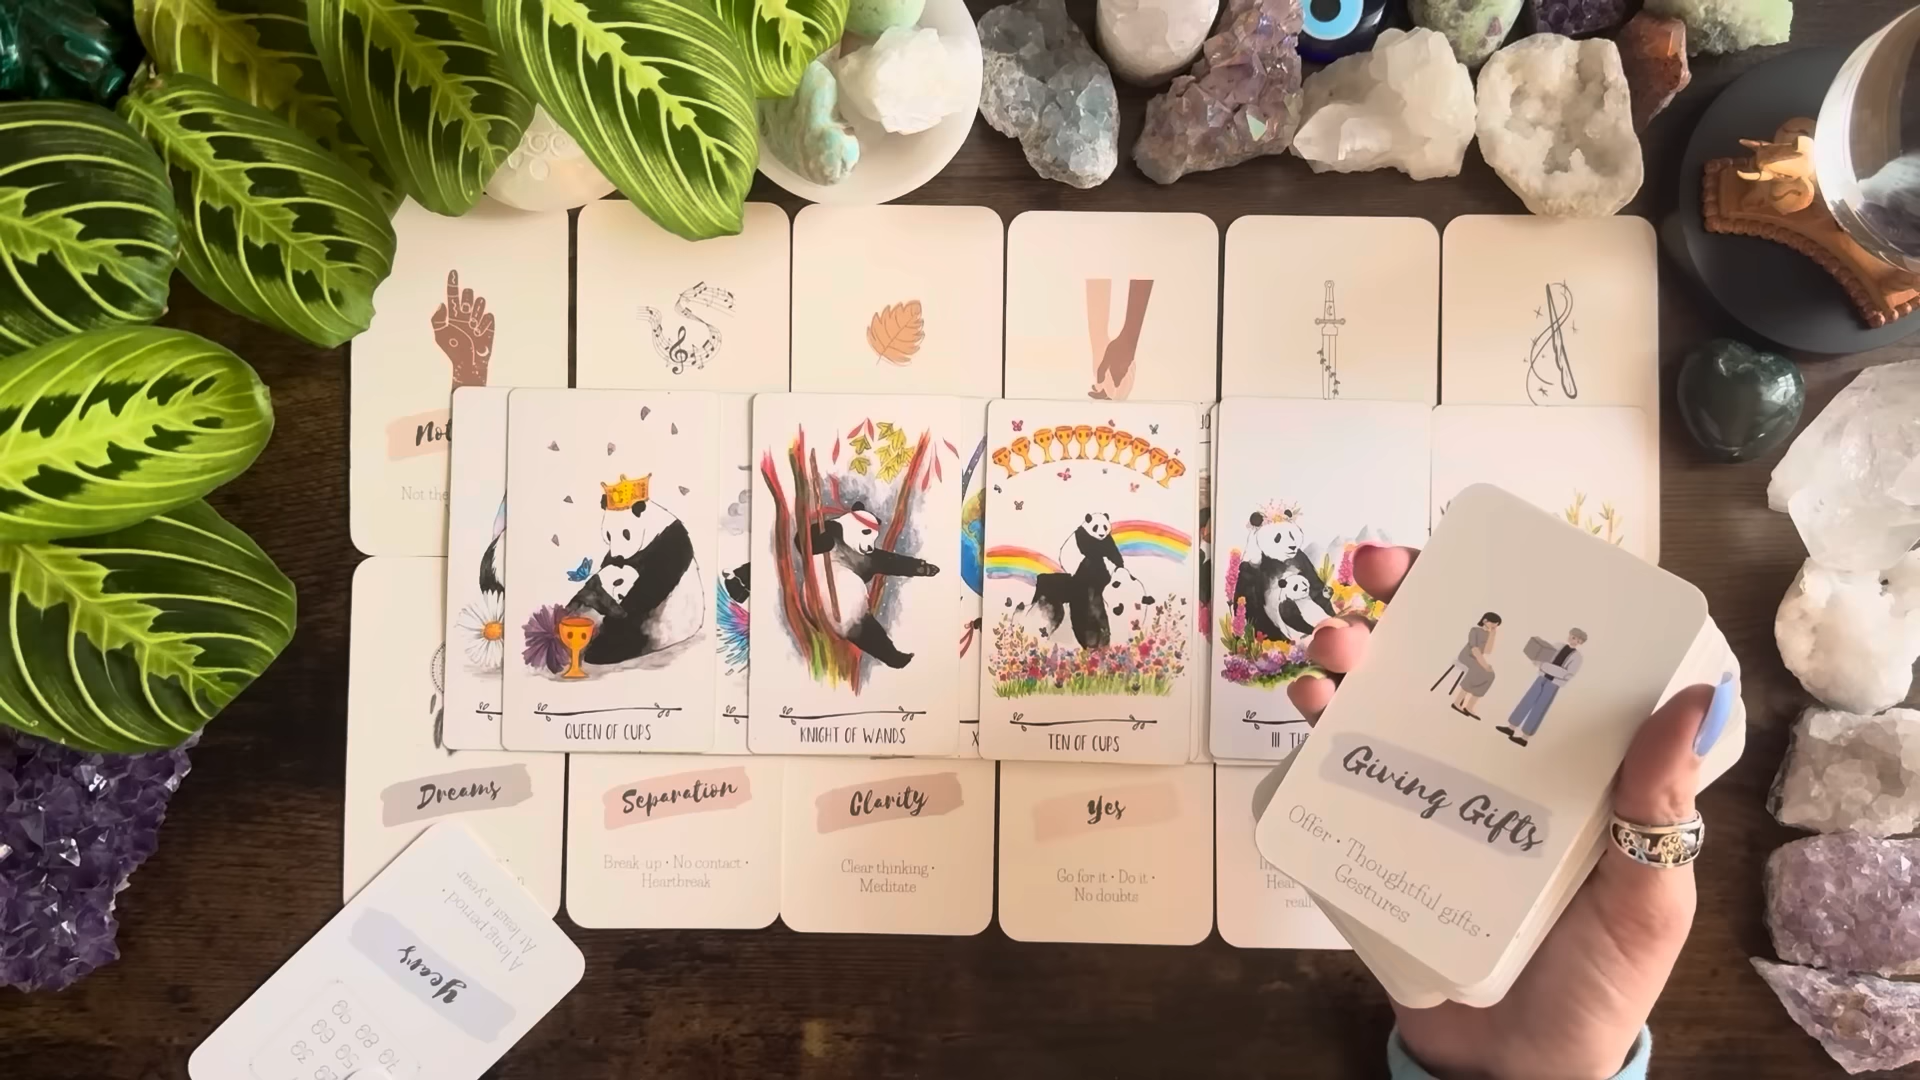 Not
Not the
QUEEN OF CUPS
KNIGHT OF WANDS
X
TEN OF CUPS
III THE
Giving Gifts
Offer • Thoughtful gifts •
Gestures
Dreams
Separation
Break-up • No contact •
Heartbreak
Clarity
Clear thinking •
Meditate
Yes
Go for it • Do it •
No doubts
Years
A long period •
At least a year